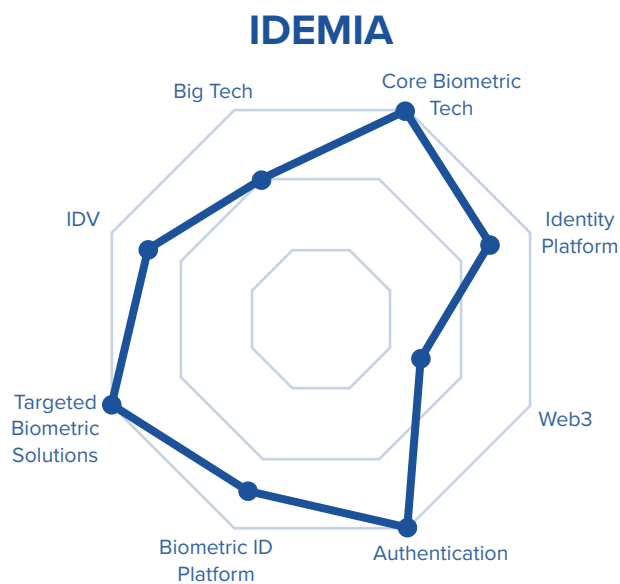 IDEMIA
Big Tech
Core Biometric
Tech
IDV
Identity
Platform
Targeted
Biometric
Solutions
Web3
Biometric ID
Platform
Authentication